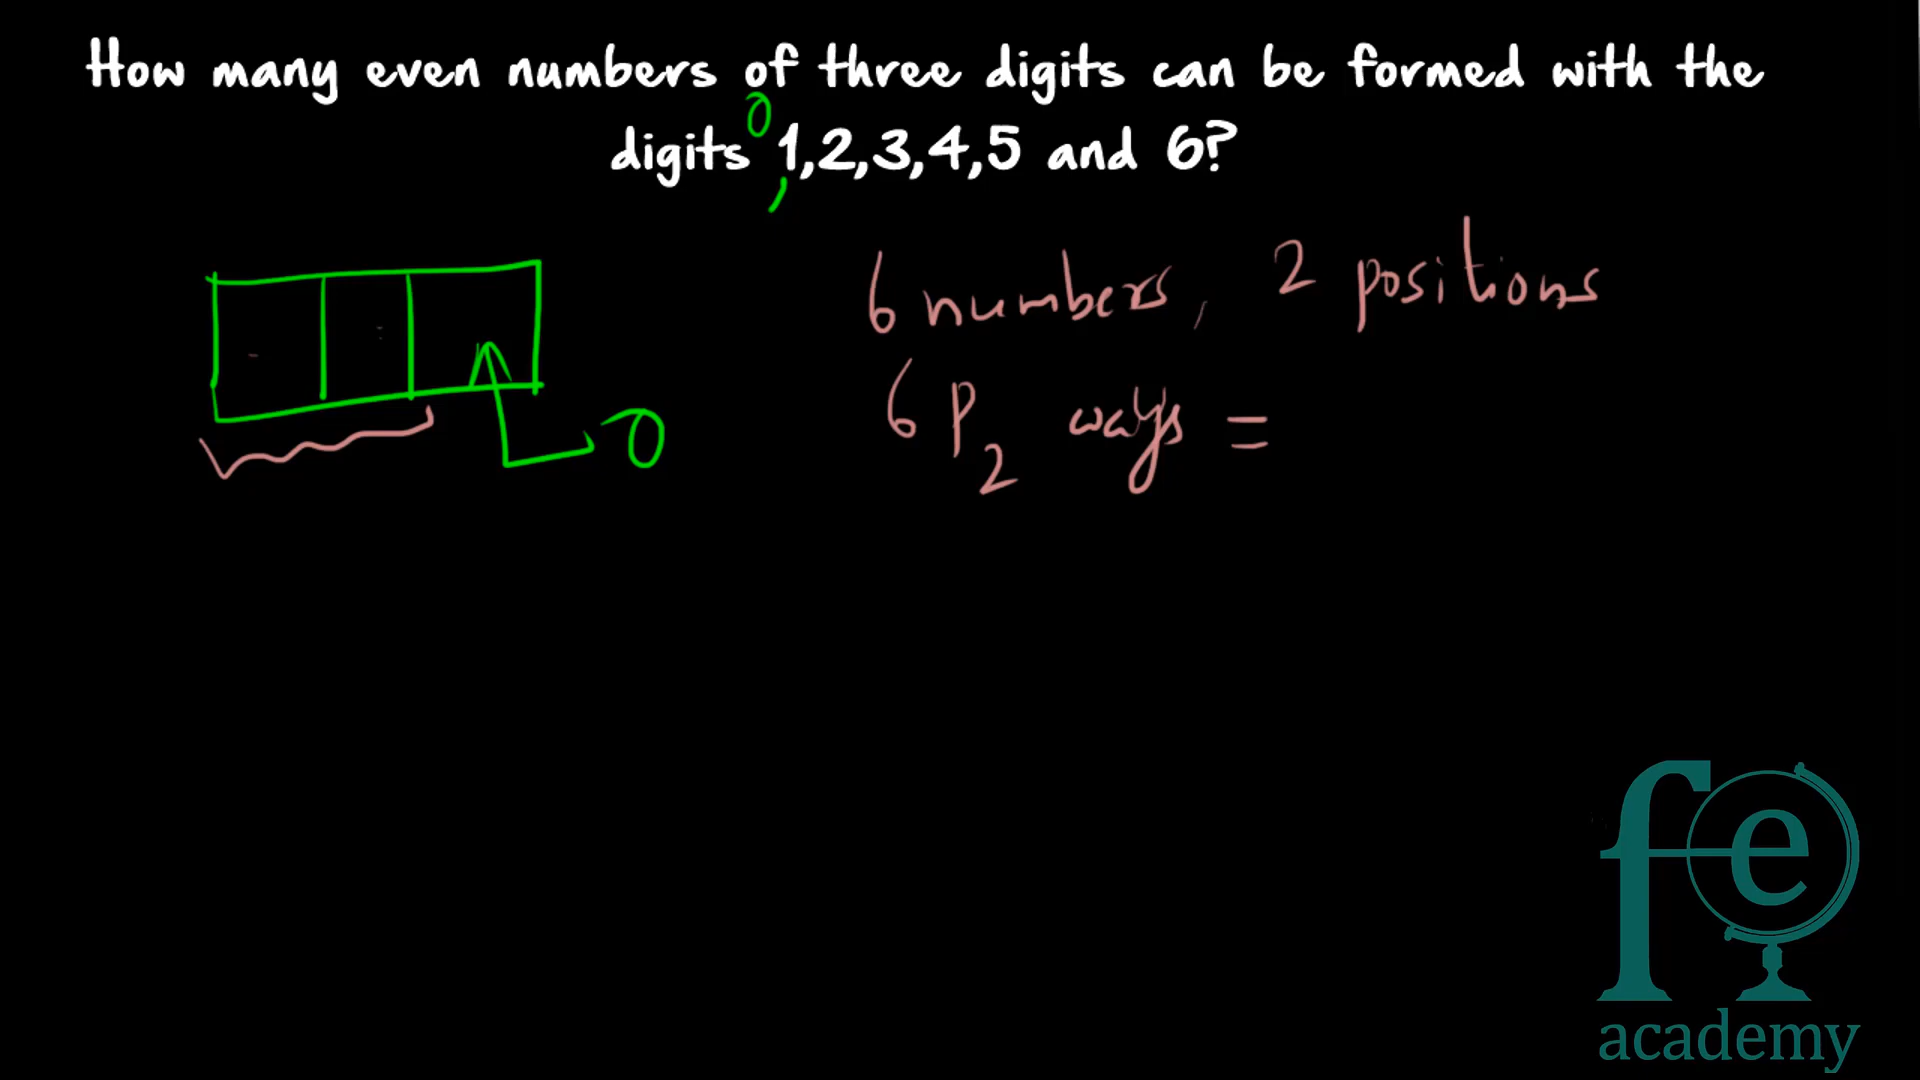 How many even numbers of three digits can be formed with the
digits 0, 1,2,3,4,5 and 6?
6 numbers, 2 positions
6P2 ways =
0
fe
academy